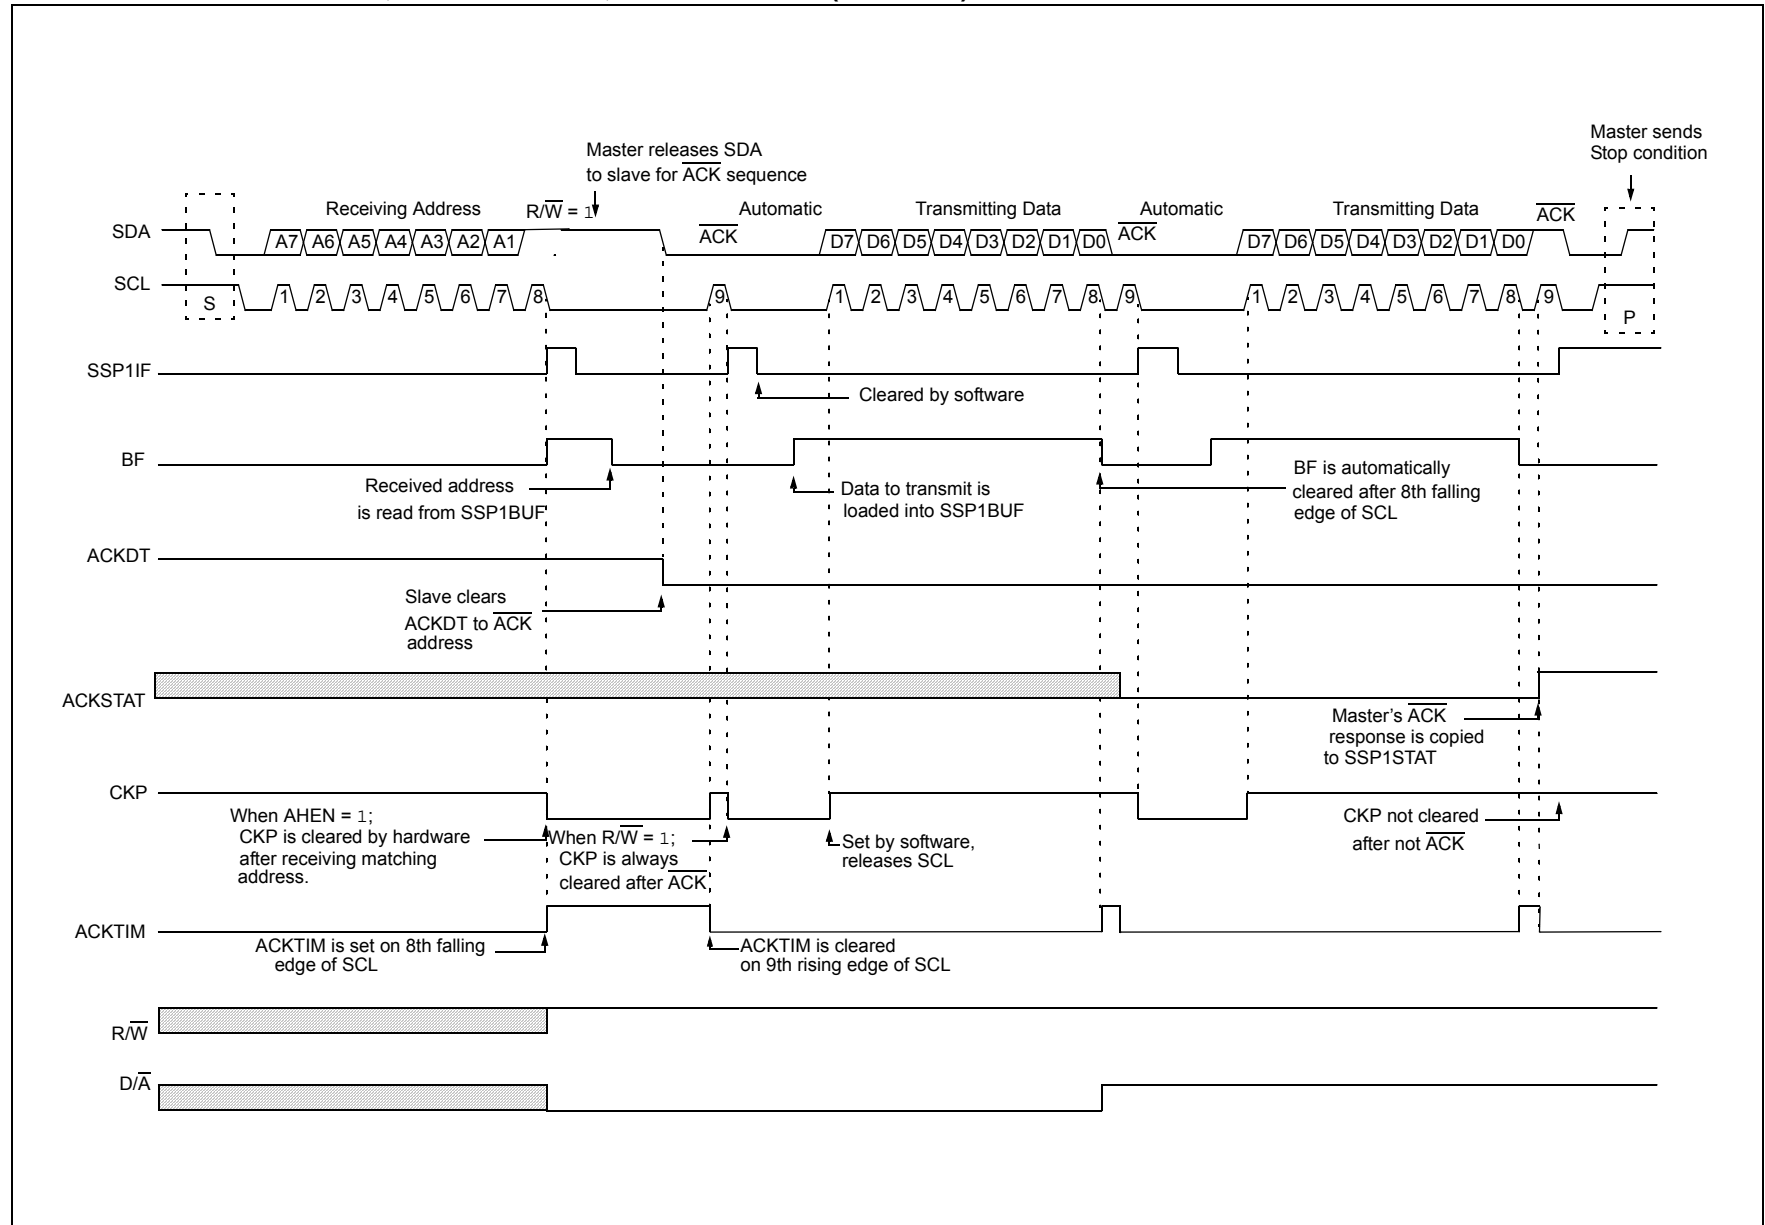 Master sends
Stop condition
Master releases SDA
to slave for A̅C̅K̅ sequence
SDA
Receiving Address
R/W̅ = 1
Automatic
Transmitting Data
Automatic
Transmitting Data
A̅C̅K̅
A7 A6 A5 A4 A3 A2 A1
A̅C̅K̅
D7 D6 D5 D4 D3 D2 D1 D0
A̅C̅K̅
D7 D6 D5 D4 D3 D2 D1 D0
SCL
S
1 2 3 4 5 6 7 8 9
1 2 3 4 5 6 7 8 9
1 2 3 4 5 6 7 8 9
P
SSP1IF
Cleared by software
BF
Received address
is read from SSP1BUF
Data to transmit is
loaded into SSP1BUF
BF is automatically
cleared after 8th falling
edge of SCL
ACKDT
Slave clears
ACKDT to A̅C̅K̅
address
ACKSTAT
Master's A̅C̅K̅
response is copied
to SSP1STAT
CKP
When AHEN = 1;
CKP is cleared by hardware
after receiving matching
address.
When R/W̅ = 1;
CKP is always
cleared after A̅C̅K̅
Set by software,
releases SCL
CKP not cleared
after not A̅C̅K̅
ACKTIM
ACKTIM is set on 8th falling
edge of SCL
ACKTIM is cleared
on 9th rising edge of SCL
R/W̅
D/A̅